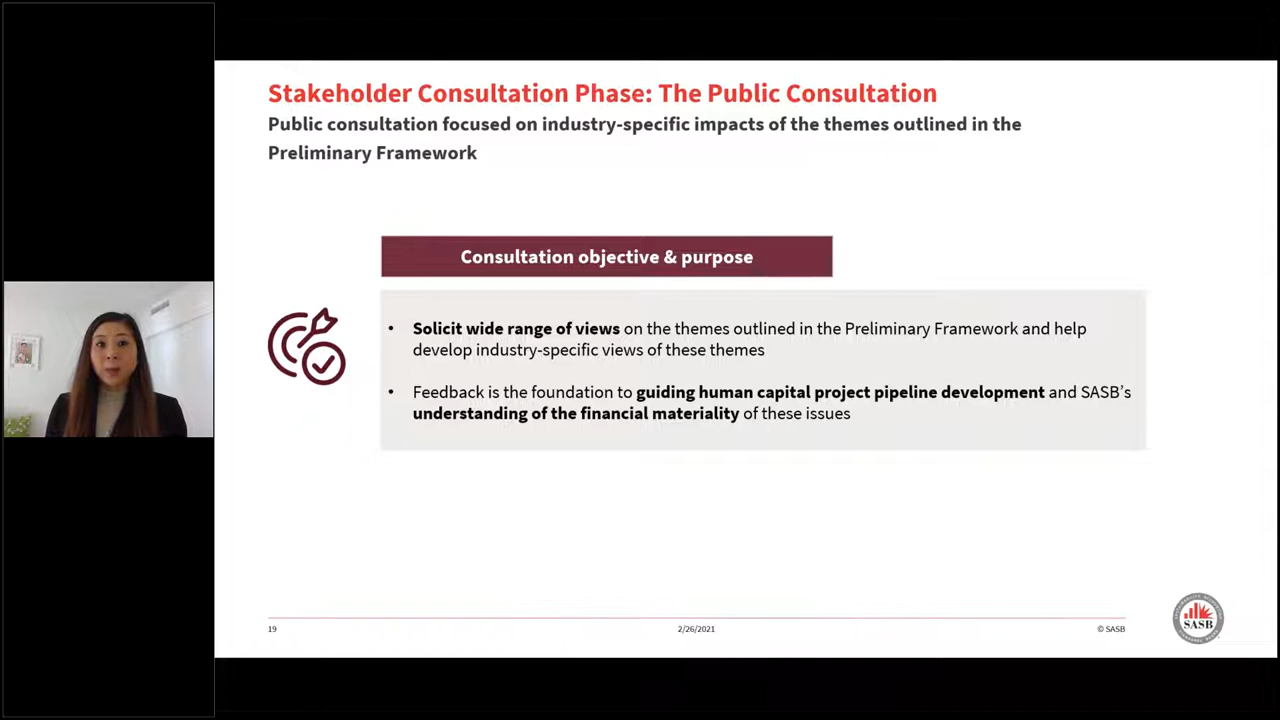 Stakeholder Consultation Phase: The Public Consultation
Public consultation focused on industry-specific impacts of the themes outlined in the
Preliminary Framework
Consultation objective & purpose
• Solicit wide range of views on the themes outlined in the Preliminary Framework and help
develop industry-specific views of these themes
• Feedback is the foundation to guiding human capital project pipeline development and SASB's
understanding of the financial materiality of these issues
19
2/26/2021
© SASB
SASB